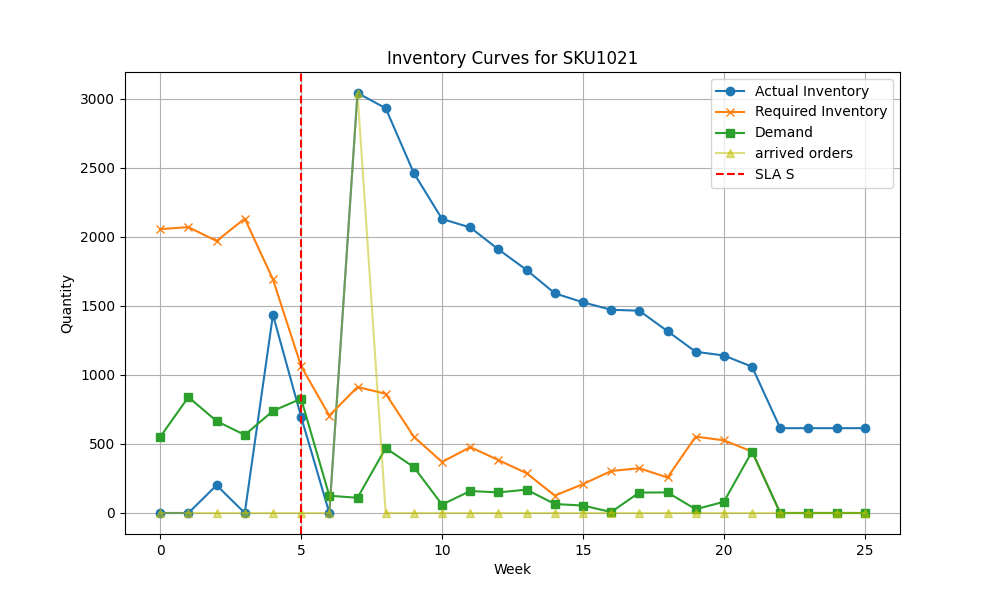 Inventory Curves for SKU1021
Actual Inventory
Required Inventory
Demand
arrived orders
SLA S
Quantity
3000
2500
2000
1500
1000
500
0
0 5 10 15 20 25
Week